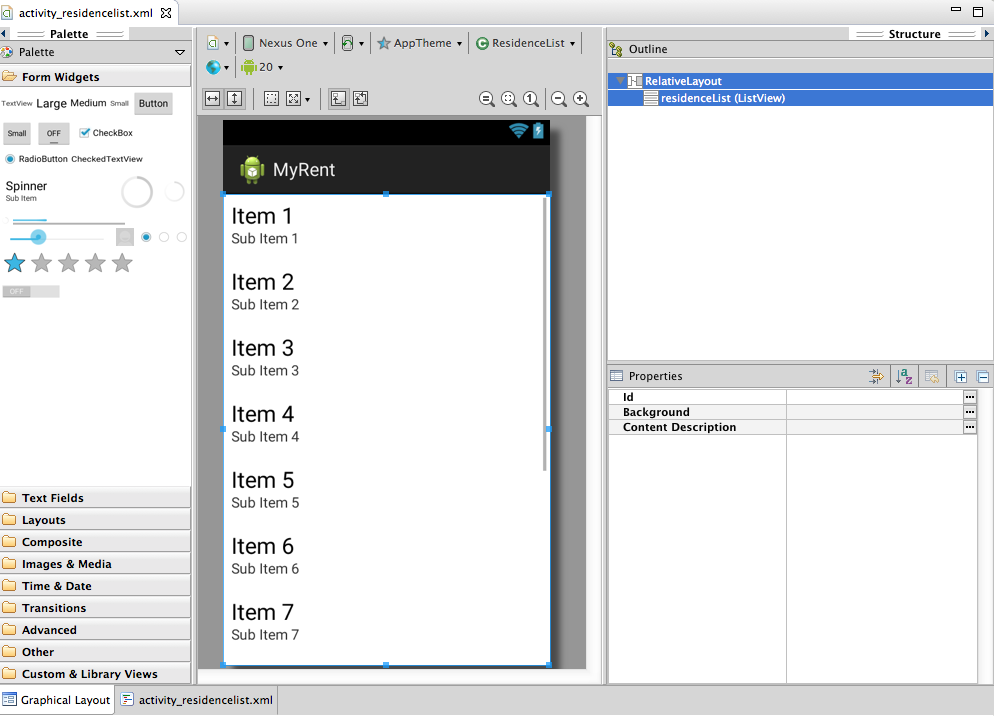 activity_residencelist.xml
Palette
Palette
Form Widgets
TextView Large Medium Small Button
Small OFF CheckBox
RadioButton CheckedTextView
Spinner
Sub Item
OFF
Text Fields
Layouts
Composite
Images & Media
Time & Date
Transitions
Advanced
Other
Custom & Library Views
Nexus One AppTheme ResidenceList
20
1
MyRent
Item 1
Sub Item 1
Item 2
Sub Item 2
Item 3
Sub Item 3
Item 4
Sub Item 4
Item 5
Sub Item 5
Item 6
Sub Item 6
Item 7
Sub Item 7
Structure
Outline
RelativeLayout
residenceList (ListView)
Properties
a
z
Id
...
Background
...
Content Description
...
Graphical Layout activity_residencelist.xml